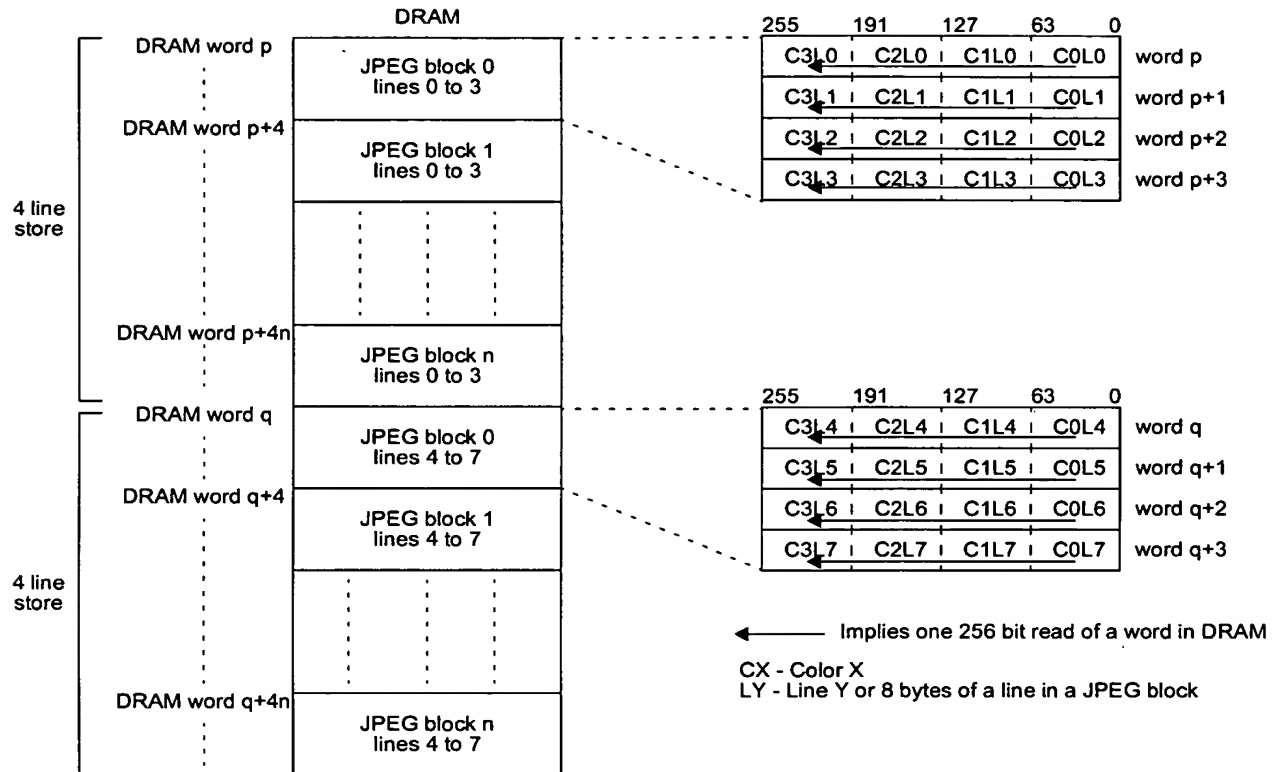 DRAM
DRAM word p
JPEG block 0
lines 0 to 3
DRAM word p+4
JPEG block 1
lines 0 to 3
4 line
store
DRAM word p+4n
JPEG block n
lines 0 to 3
255 191 127 63 0
C3L0 C2L0 C1L0 C0L0 word p
C3L1 C2L1 C1L1 C0L1 word p+1
C3L2 C2L2 C1L2 C0L2 word p+2
C3L3 C2L3 C1L3 C0L3 word p+3
DRAM word q
JPEG block 0
lines 4 to 7
DRAM word q+4
JPEG block 1
lines 4 to 7
4 line
store
DRAM word q+4n
JPEG block n
lines 4 to 7
255 191 127 63 0
C3L4 C2L4 C1L4 C0L4 word q
C3L5 C2L5 C1L5 C0L5 word q+1
C3L6 C2L6 C1L6 C0L6 word q+2
C3L7 C2L7 C1L7 C0L7 word q+3
Implies one 256 bit read of a word in DRAM
CX - Color X
LY - Line Y or 8 bytes of a line in a JPEG block